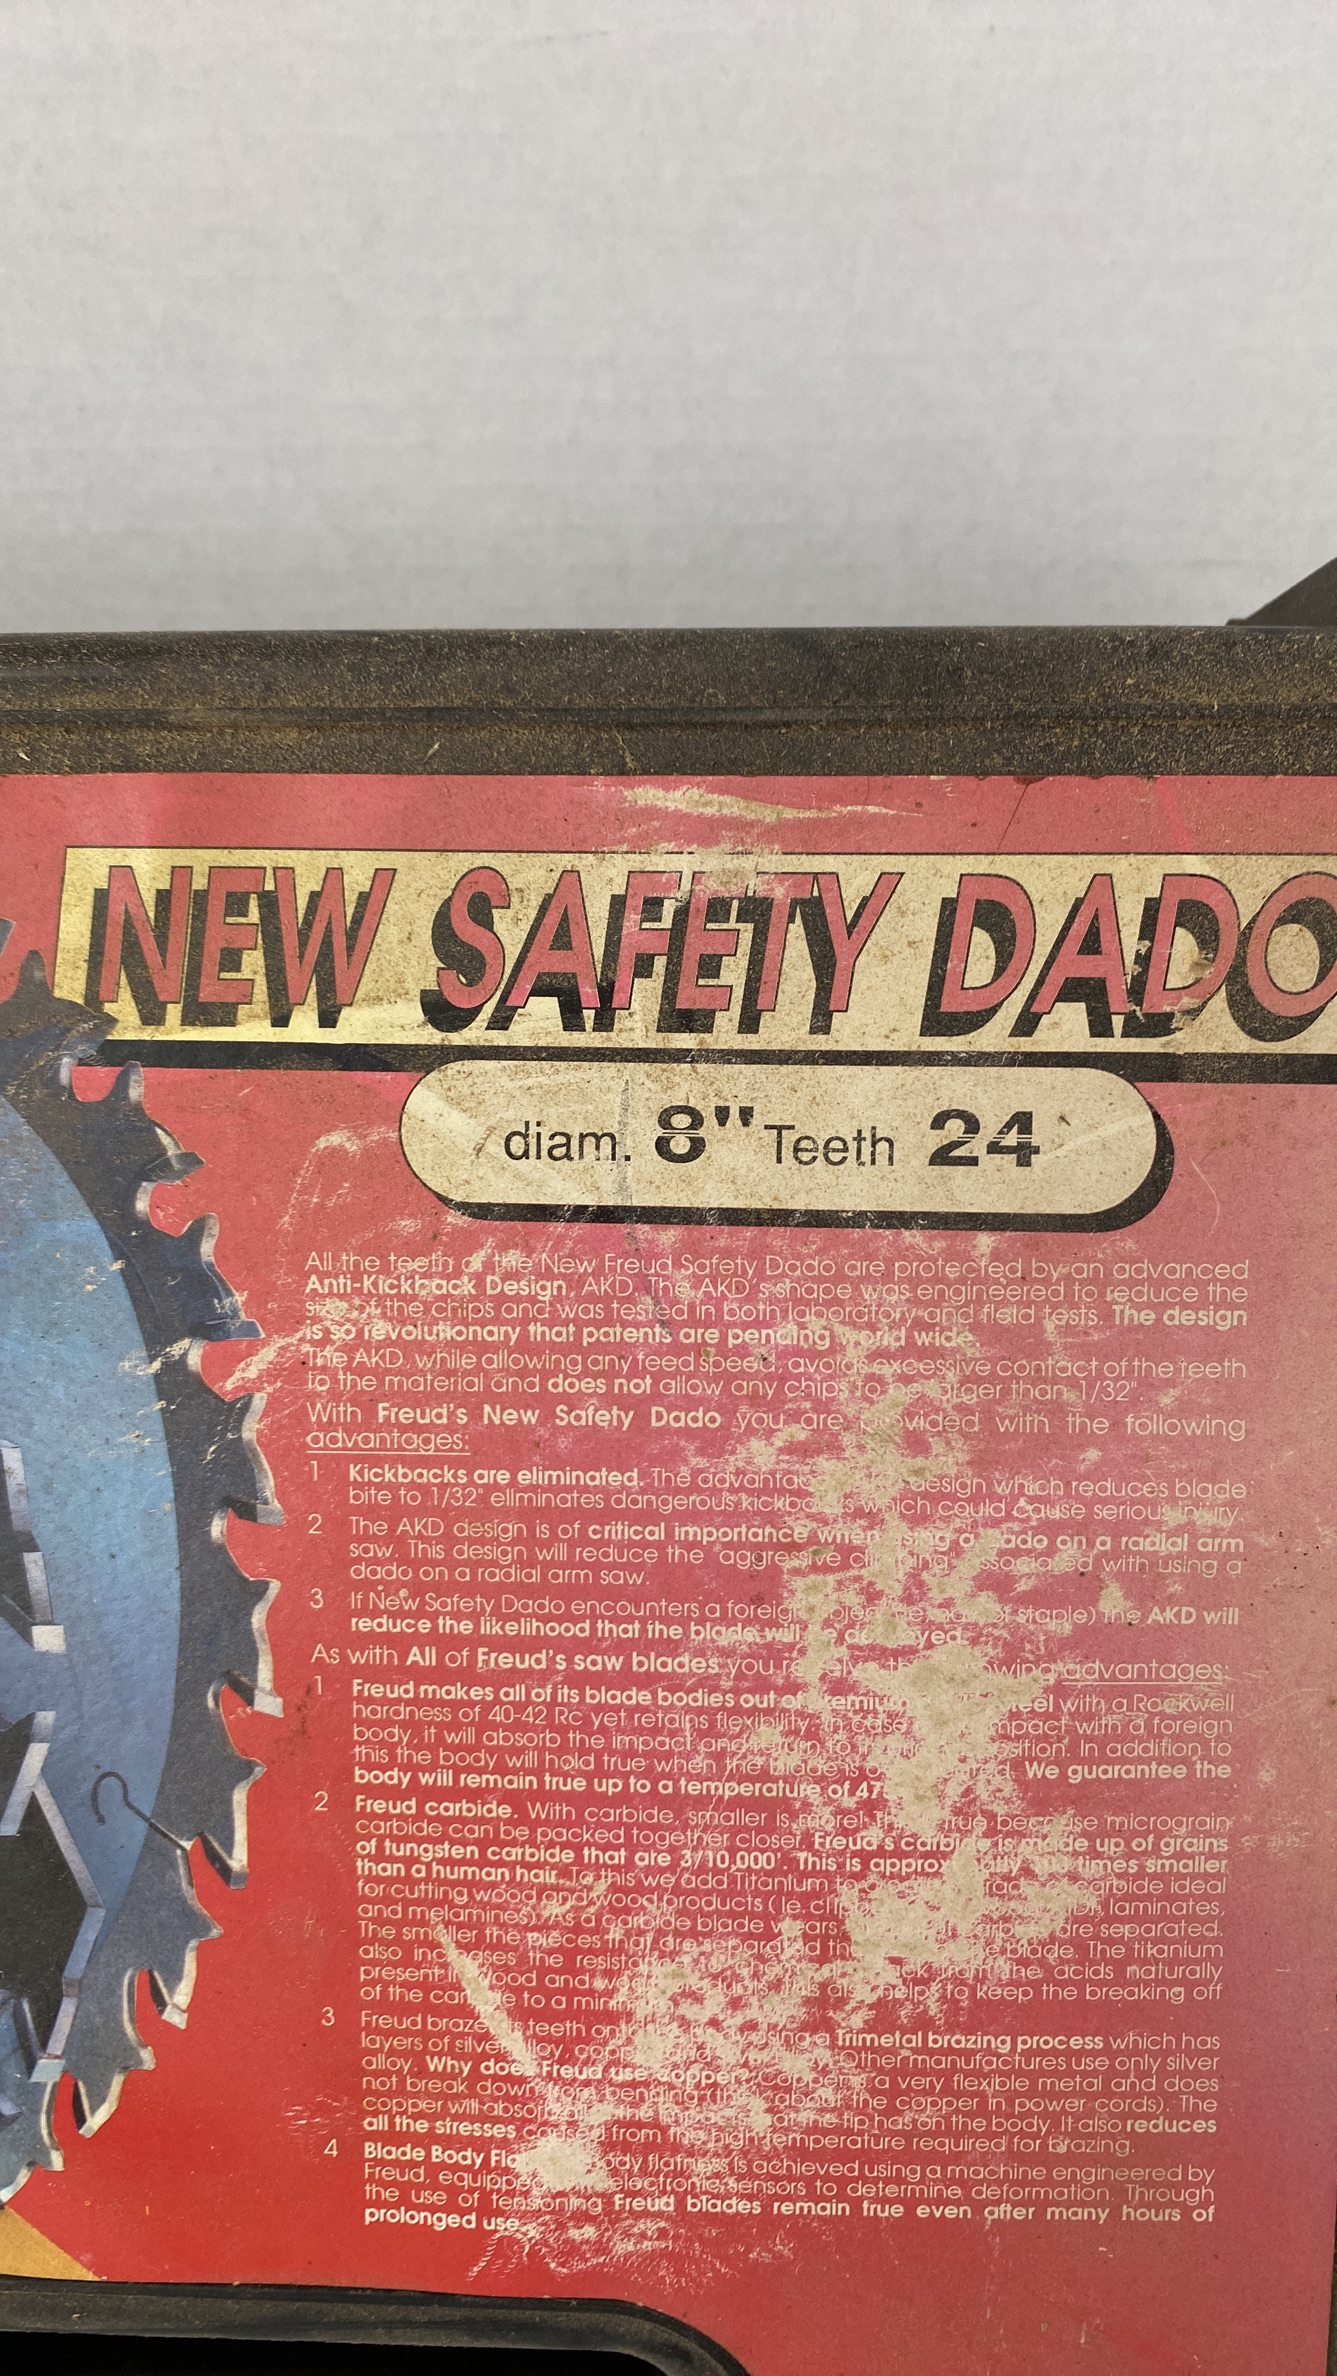 NEW SAFETY DADO
diam. 8" Teeth 24
All the teeth of the New Freud Safety Dado are protected by an advanced
Anti-Kickback Design, AKD. The AKD's shape was engineered to reduce the
size of the chips and was tested in both laboratory and field tests. The design
is so revolutionary that patents are pending world wide.
The AKD, while allowing any feed speed, avoids excessive contact of the teeth
to the material and does not allow any chips to be larger than 1/32".
With Freud's New Safety Dado you are provided with the following
advantages:
1 Kickbacks are eliminated. The design which reduces blade
bite to 1/32" eliminates dangerous kickbacks which could cause serious injury.
2 The AKD design is of critical importance when using a dado on a radial arm
saw. This design will reduce the "aggressive climbing" associated with using a
dado on a radial arm saw.
3 If New Safety Dado encounters a foreign object staple) the AKD will
reduce the likelihood that the blade will be destroyed.
As with All of Freud's saw blades you advantages:
1 Freud makes all of its blade bodies out of premium steel with a Rockwell
hardness of 40-42 Rc yet retains flexibility. In case impact with a foreign
body, it will absorb the impact and return to position. In addition to
this the body will hold true when the blade is We guarantee the
body will remain true up to a temperature of
2 Freud carbide. With carbide, smaller is more! true because micrograin
carbide can be packed together closer. Freud's carbide is made up of grains
of tungsten carbide that are 3/10,000'. This is approximately times smaller
than a human hair. To this we add Titanium to carbide ideal
for cutting wood and wood products ( ie. laminates,
and melamines). As a carbide blade wears are separated.
The smaller the pieces that are separated the blade. The titanium
also increases the resistance to chemical from the acids naturally
present in wood and wood products. This also helps to keep the breaking off
of the carbide to a minimum.
3 Freud brazes its teeth onto body using a Trimetal brazing process which has
layers of silver alloy, copper Other manufactures use only silver
alloy. Why does Freud use copper? Copper is a very flexible metal and does
not break down from bending (think about the copper in power cords). The
copper will absorb all the impacts that the tip has on the body. It also reduces
all the stresses caused from the high temperature required for brazing.
4 Blade Body body flatness is achieved using a machine engineered by
Freud, equipped electronic sensors to determine deformation. Through
the use of tensioning Freud blades remain true even after many hours of
prolonged use.